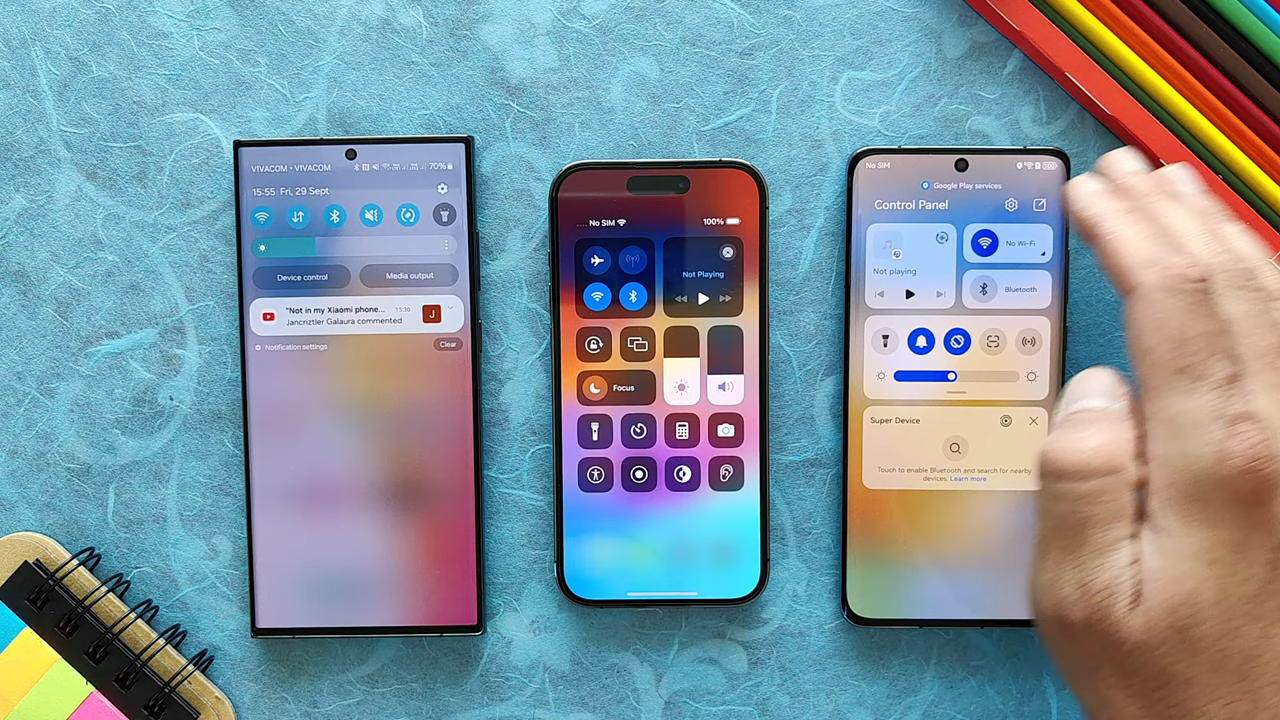 VIVACOM • VIVACOM
70%
15:55 Fri, 29 Sept
Device control
Media output
"Not in my Xiaomi phone...
15:30
J
Jancriztler Galaura commented
Notification settings
Clear
.... No SIM
100%
Not Playing
Focus
No SIM
Google Play services
Control Panel
No Wi-Fi
Not playing
Bluetooth
Super Device
Touch to enable Bluetooth and search for nearby
devices. Learn more